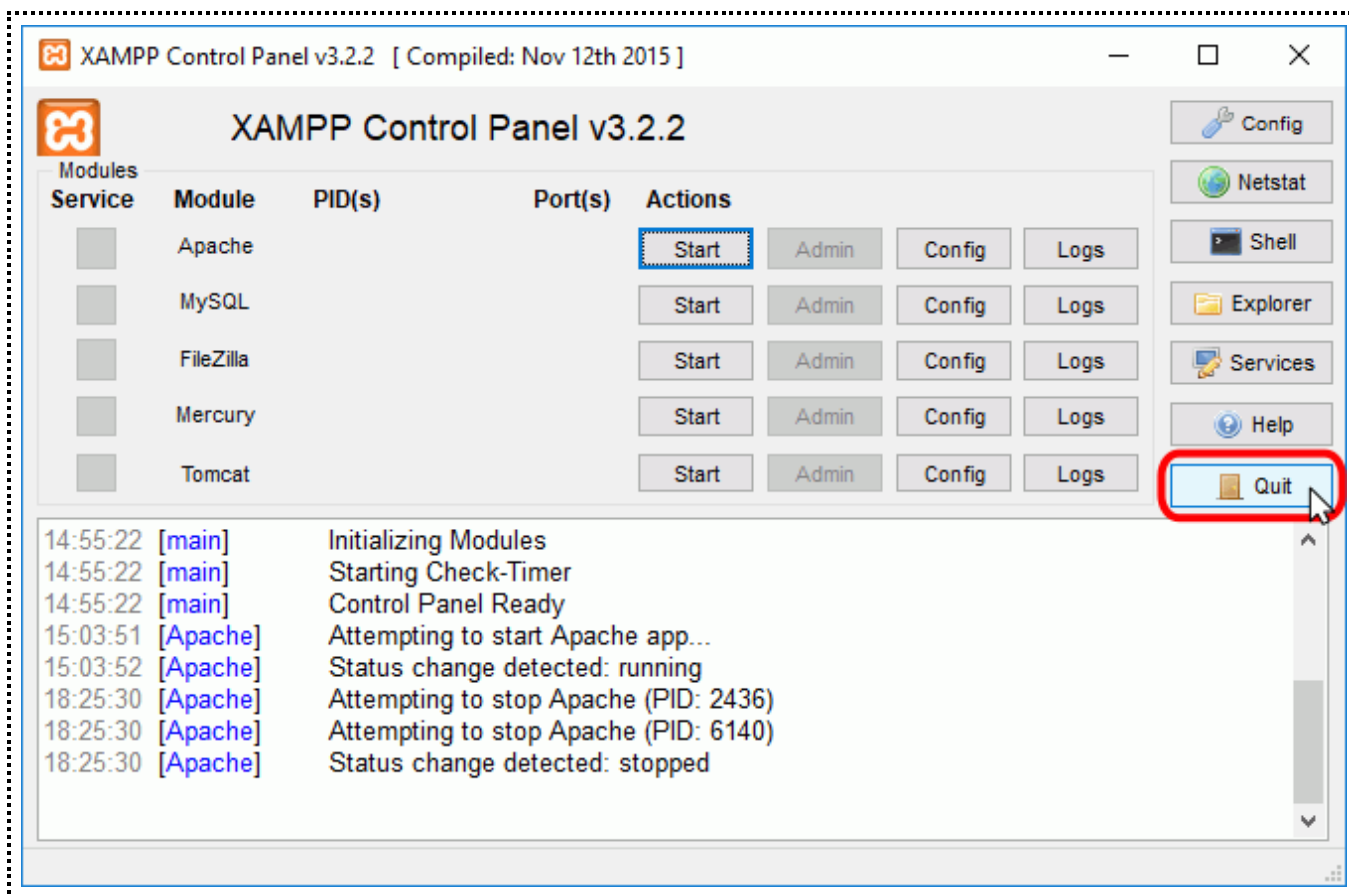 XAMPP Control Panel v3.2.2 [ Compiled: Nov 12th 2015 ]
XAMPP Control Panel v3.2.2
Config
Modules
Netstat
Service Module PID(s) Port(s) Actions
Apache Start Admin Config Logs
Shell
MySQL Start Admin Config Logs
Explorer
FileZilla Start Admin Config Logs
Services
Mercury Start Admin Config Logs
Help
Tomcat Start Admin Config Logs
Quit
14:55:22 [main] Initializing Modules
14:55:22 [main] Starting Check-Timer
14:55:22 [main] Control Panel Ready
15:03:51 [Apache] Attempting to start Apache app...
15:03:52 [Apache] Status change detected: running
18:25:30 [Apache] Attempting to stop Apache (PID: 2436)
18:25:30 [Apache] Attempting to stop Apache (PID: 6140)
18:25:30 [Apache] Status change detected: stopped